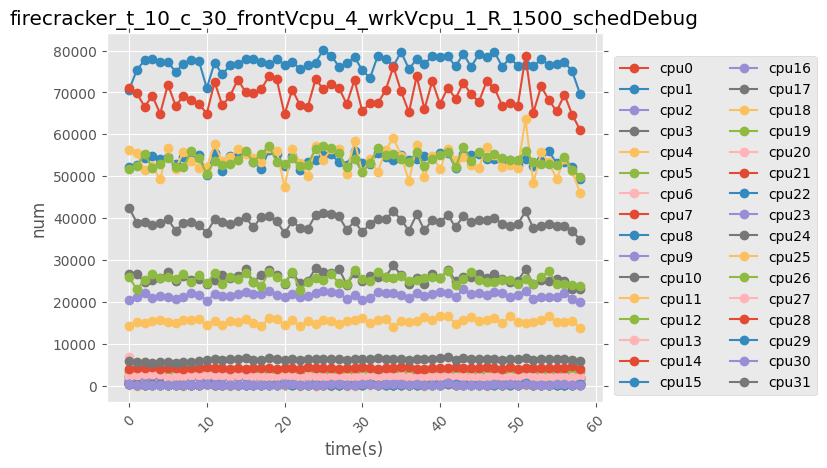 firecracker_t_10_c_30_frontVcpu_4_wrkVcpu_1_R_1500_schedDebug
num
80000
70000
60000
50000
40000
30000
20000
10000
0
0
10
20
30
40
50
60
time(s)
cpu0
cpu1
cpu2
cpu3
cpu4
cpu5
cpu6
cpu7
cpu8
cpu9
cpu10
cpu11
cpu12
cpu13
cpu14
cpu15
cpu16
cpu17
cpu18
cpu19
cpu20
cpu21
cpu22
cpu23
cpu24
cpu25
cpu26
cpu27
cpu28
cpu29
cpu30
cpu31